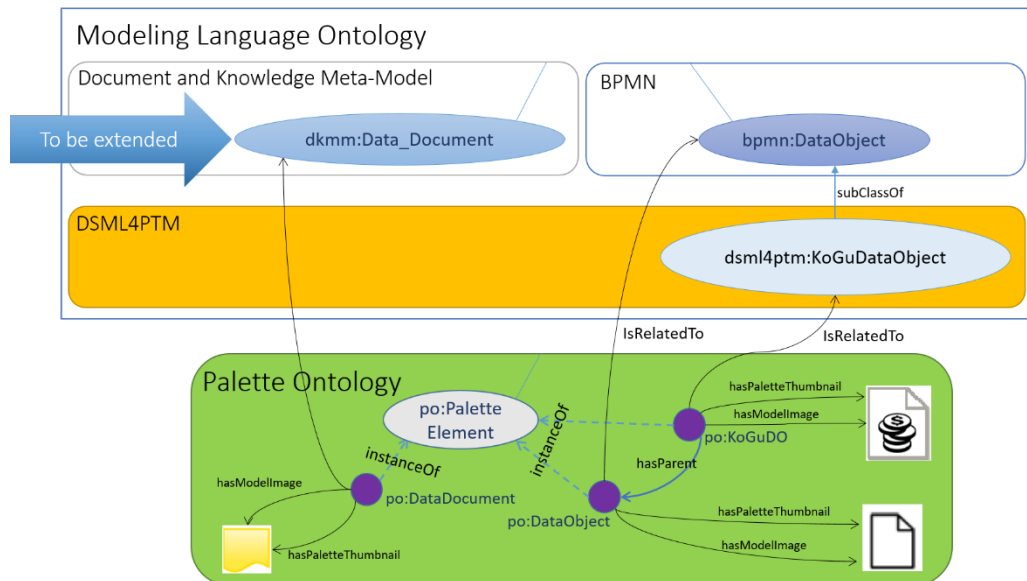 Modeling Language Ontology
Document and Knowledge Meta-Model
BPMN
To be extended
dkmm:Data_Document
bpmn:DataObject
subClassOf
DSML4PTM
dsml4ptm:KoGuDataObject
IsRelatedTo
IsRelatedTo
Palette Ontology
po:Palette
Element
hasPaletteThumbnail
hasModelImage
po:KoGuDO
instanceOf
instanceOf
hasParent
hasModelImage
po:DataDocument
po:DataObject
hasPaletteThumbnail
hasModelImage
hasPaletteThumbnail
$